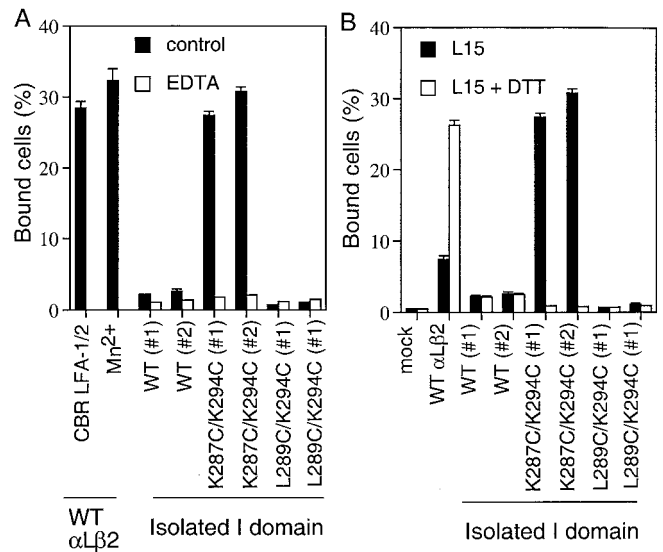 A
control
EDTA
Bound cells (%)
40
30
20
10
0
CBR LFA-1/2
Mn2+
WT (#1)
WT (#2)
K287C/K294C (#1)
K287C/K294C (#2)
L289C/K294C (#1)
L289C/K294C (#1)
WT
αLβ2
Isolated I domain
B
L15
L15 + DTT
Bound cells (%)
40
30
20
10
0
mock
WT αLβ2
WT (#1)
WT (#2)
K287C/K294C (#1)
K287C/K294C (#2)
L289C/K294C (#1)
L289C/K294C (#1)
Isolated I domain